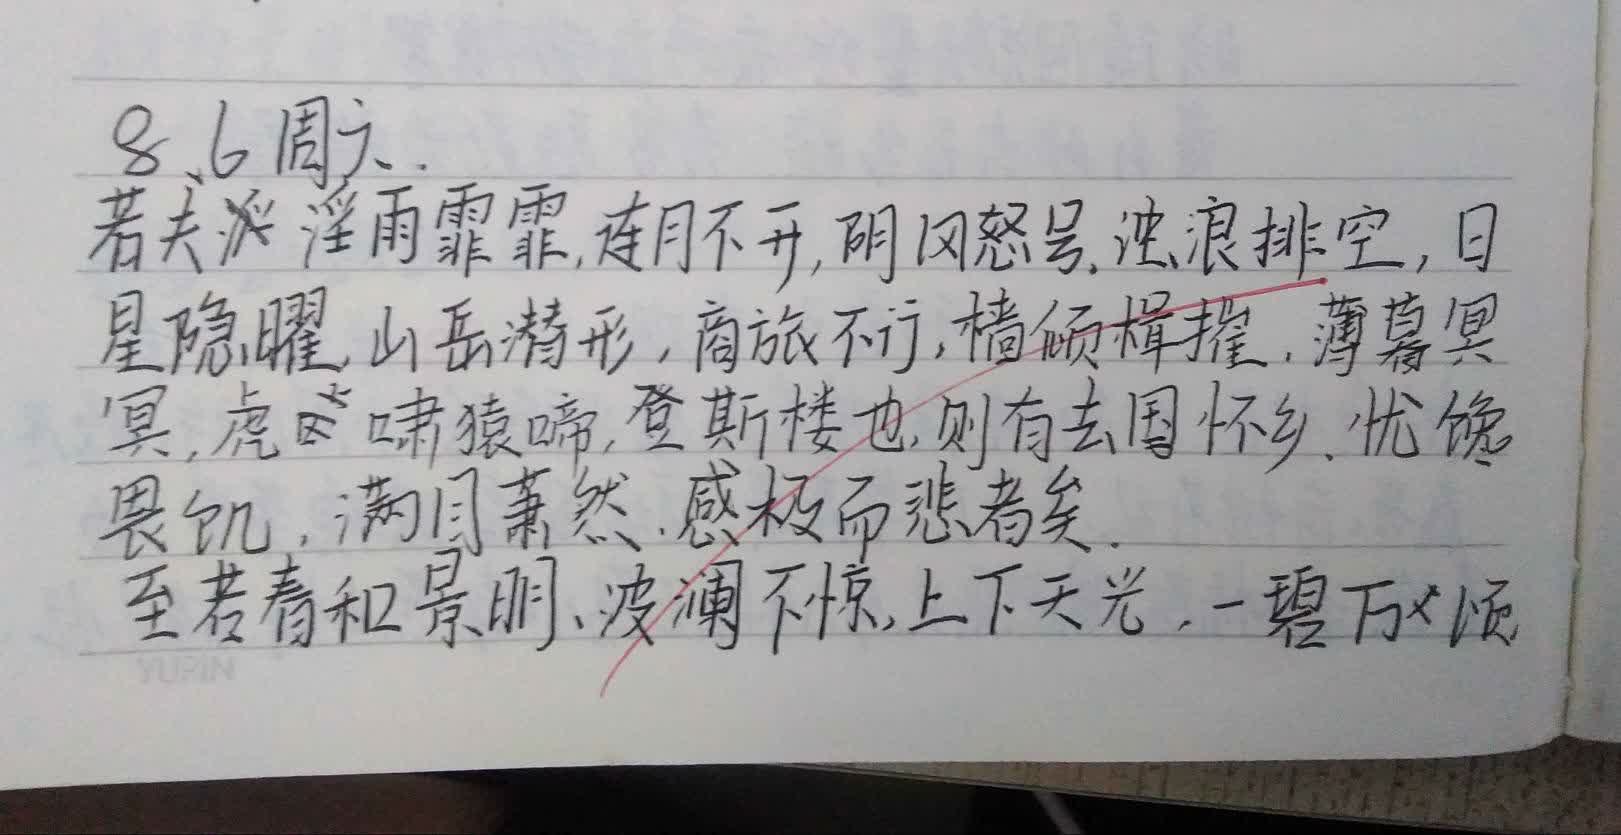 8.6周六.
若夫淫雨霏霏,连月不开,阴风怒号.浊浪排空,日
星隐曜,山岳潜形,商旅不行,樯倾楫摧.薄暮冥
冥,虎啸猿啼,登斯楼也,则有去国怀乡、忧馋
畏饥,满目萧然.感极而悲者矣.
至若春和景明、波澜不惊,上下天光,一碧万顷
YURIN